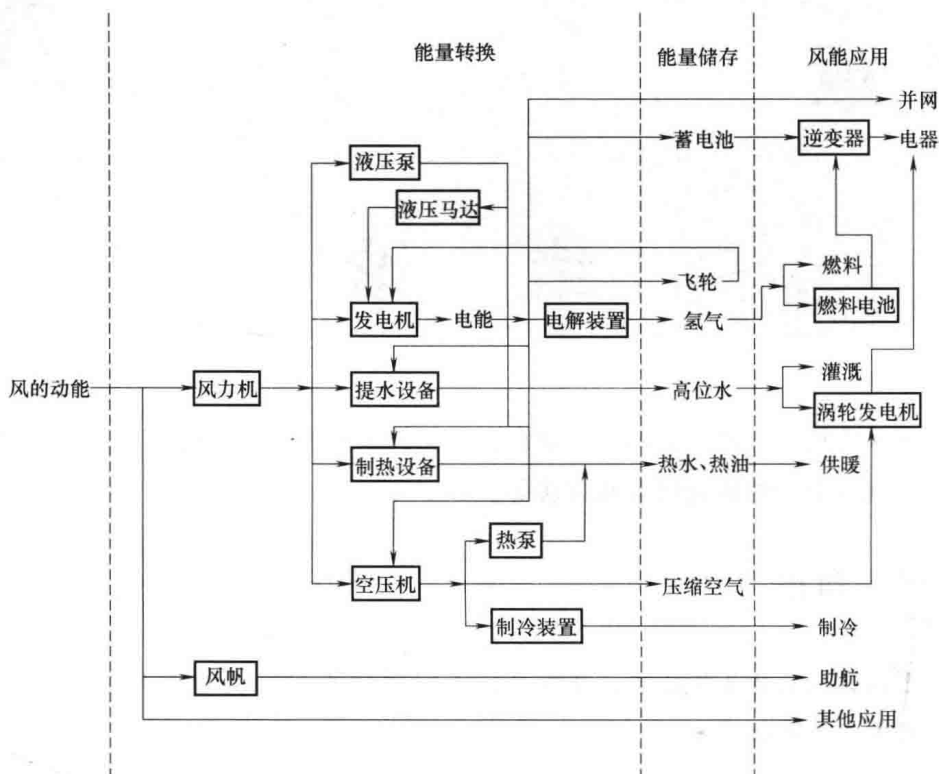 能量转换
能量储存
风能应用
并网
蓄电池
逆变器
电器
液压泵
液压马达
飞轮
燃料
燃料电池
发电机
电能
电解装置
氢气
风的动能
风力机
提水设备
高位水
灌溉
涡轮发电机
制热设备
热水、热油
供暖
热泵
空压机
压缩空气
制冷装置
制冷
风帆
助航
其他应用